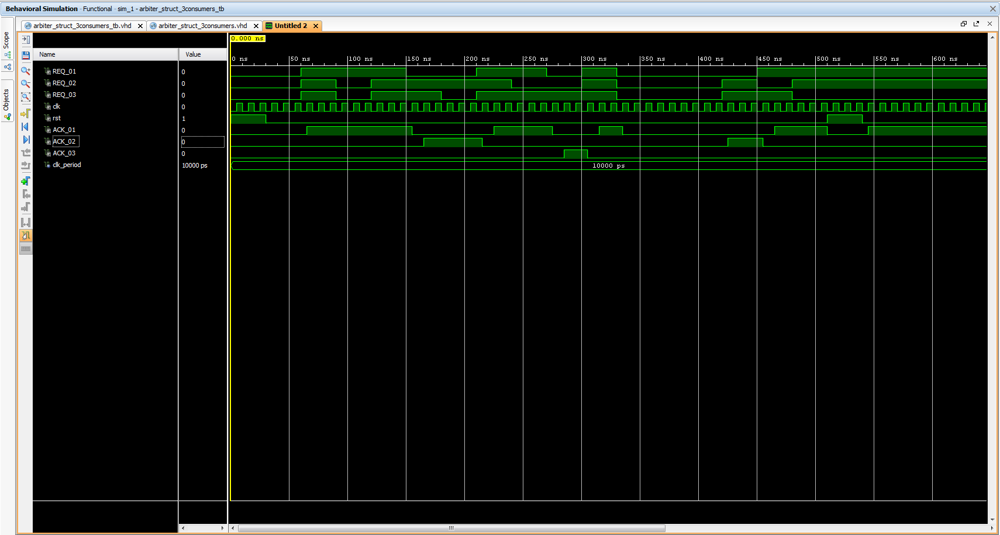 Behavioral Simulation - Functional - sim_1 - arbiter_struct_3consumers_tb
arbiter_struct_3consumers_tb.vhd
arbiter_struct_3consumers.vhd
Untitled 2
Scope
Objects
0.000 ns
Name Value
0 ns 50 ns 100 ns 150 ns 200 ns 250 ns 300 ns 350 ns 400 ns 450 ns 500 ns 550 ns 600 ns
REQ_01 0
REQ_02 0
REQ_03 0
clk 0
rst 1
ACK_01 0
ACK_02 0
ACK_03 0
clk_period 10000 ps 10000 ps